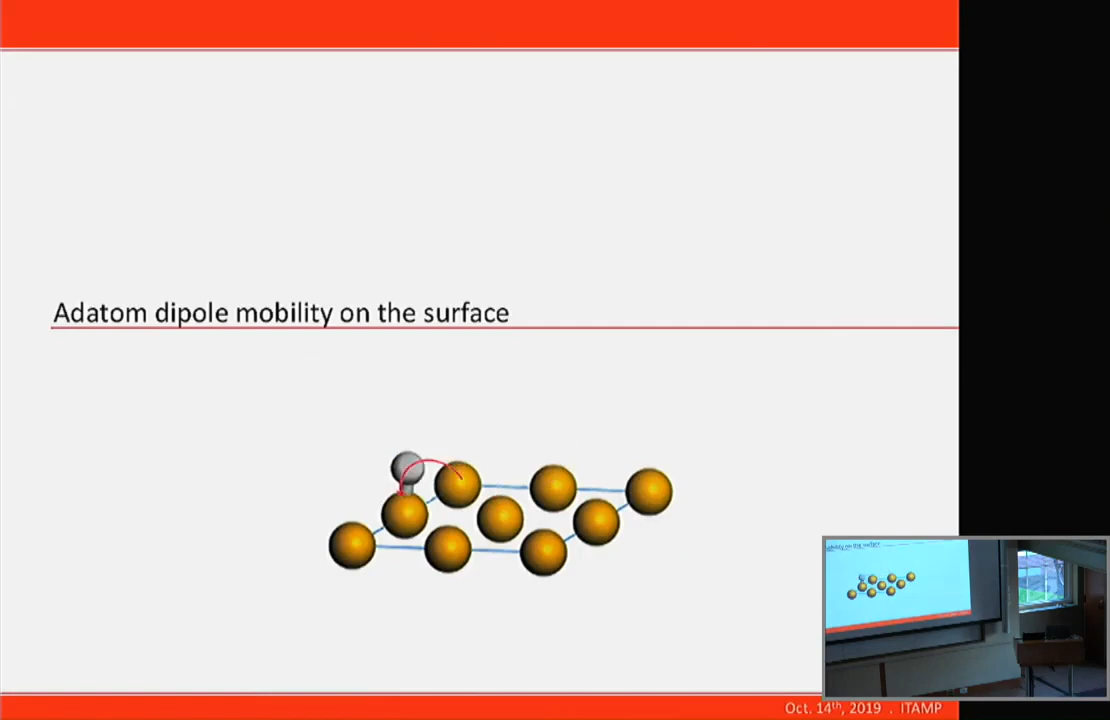 Adatom dipole mobility on the surface
Oct. 14th, 2019 . ITAMP